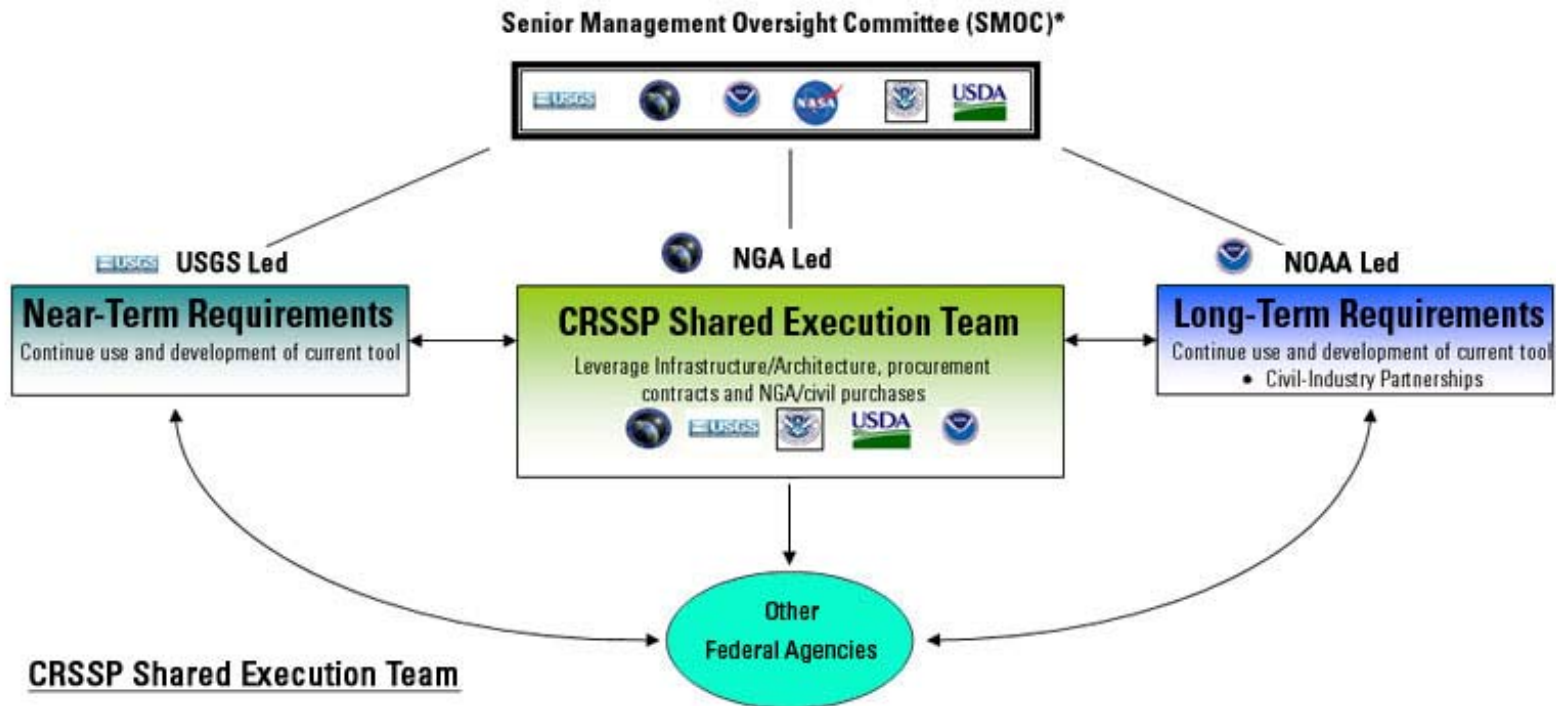 Senior Management Oversight Committee (SMOC)*
USGS NASA USDA
USGS USGS Led
NGA Led
NOAA Led
Near-Term Requirements
Continue use and development of current tool
CRSSP Shared Execution Team
Leverage Infrastructure/Architecture, procurement
contracts and NGA/civil purchases
USGS USDA
Long-Term Requirements
Continue use and development of current tool
• Civil-Industry Partnerships
Other
Federal Agencies
CRSSP Shared Execution Team